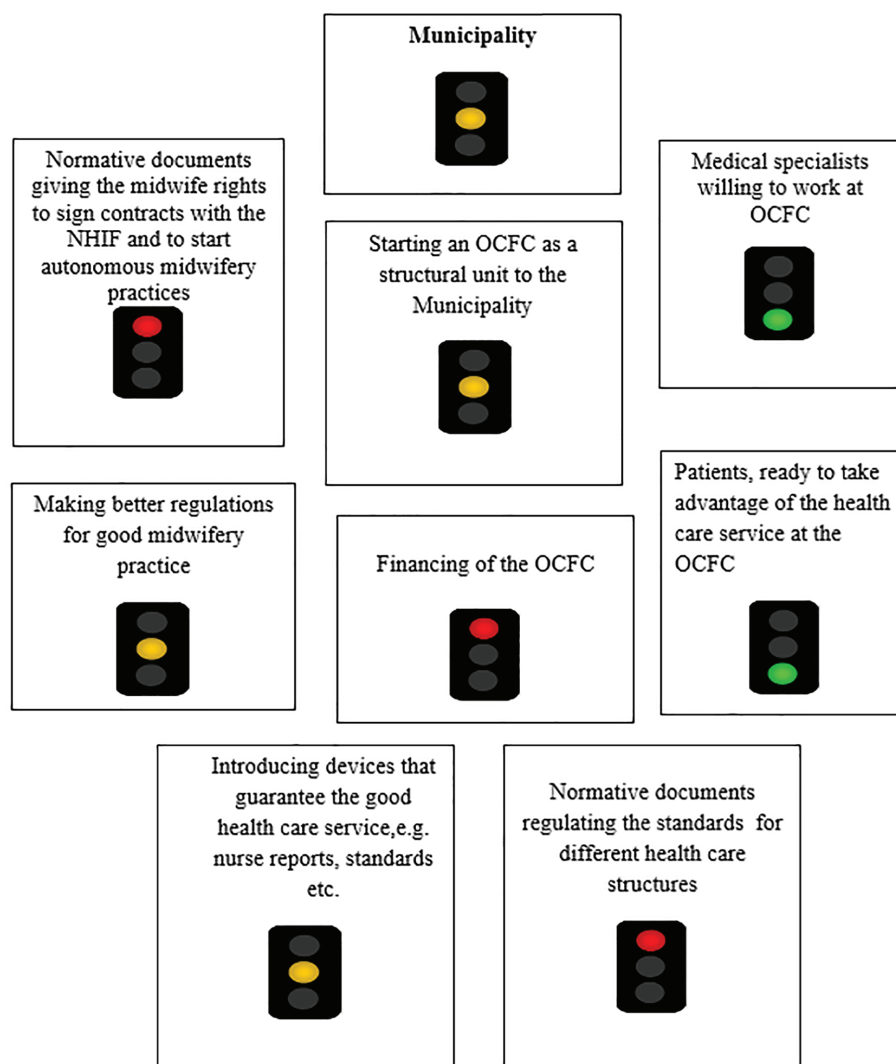 Municipality
Normative documents
giving the midwife rights
to sign contracts with the
NHIF and to start
autonomous midwifery
practices
Starting an OCFC as a
structural unit to the
Municipality
Medical specialists
willing to work at
OCFC
Making better regulations
for good midwifery
practice
Financing of the OCFC
Patients, ready to take
advantage of the health
care service at the
OCFC
Introducing devices that
guarantee the good
health care service,e.g.
nurse reports, standards
etc.
Normative documents
regulating the standards for
different health care
structures